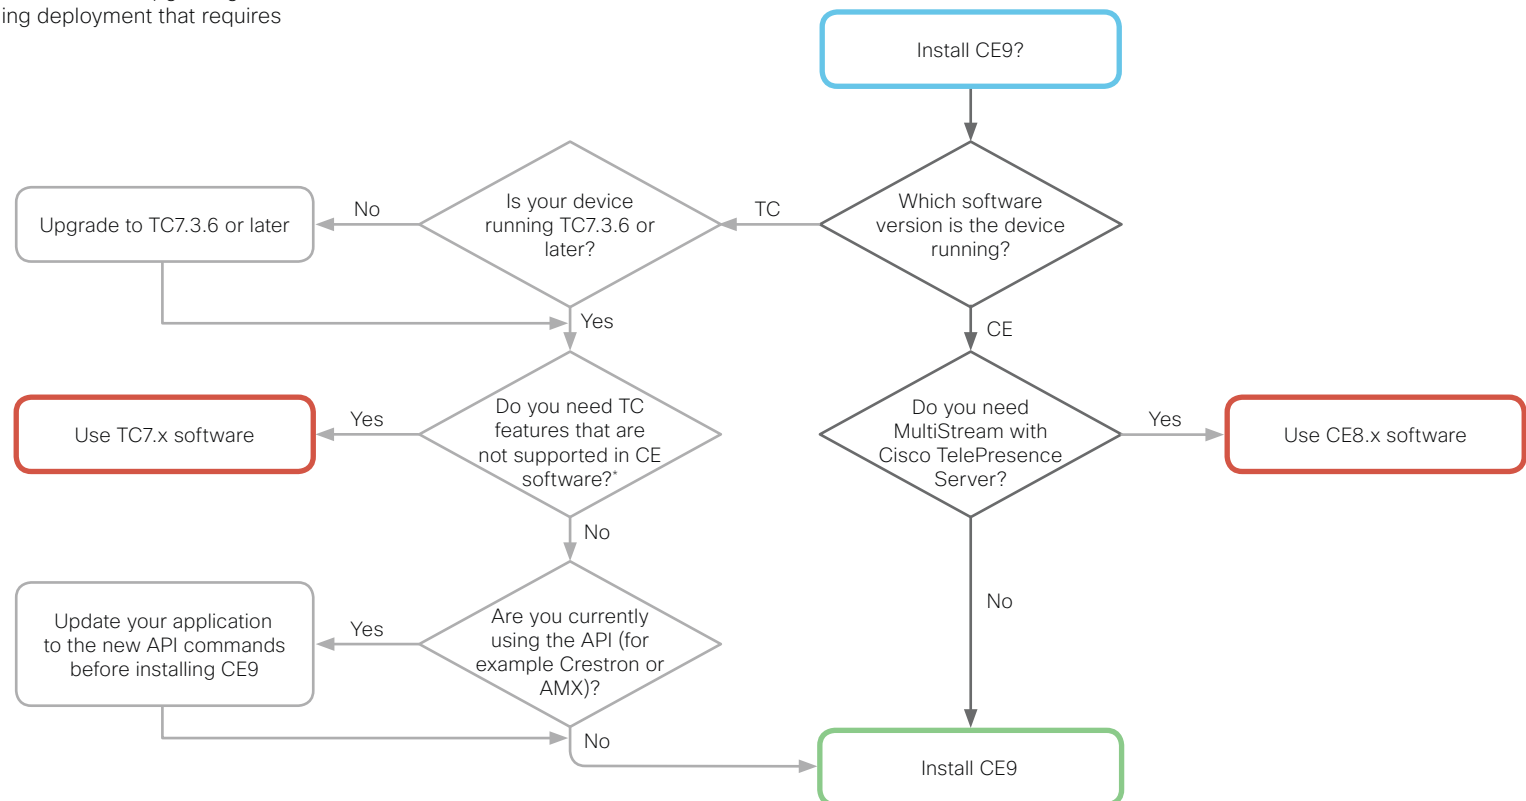 ing deployment that requires
Install CE9?
Which software
version is the device
running?
TC
Is your device
running TC7.3.6 or
later?
No
Upgrade to TC7.3.6 or later
Yes
CE
Do you need TC
features that are
not supported in CE
software?*
Yes
Use TC7.x software
Do you need
MultiStream with
Cisco TelePresence
Server?
Yes
Use CE8.x software
No
Are you currently
using the API (for
example Crestron or
AMX)?
Yes
Update your application
to the new API commands
before installing CE9
No
No
Install CE9